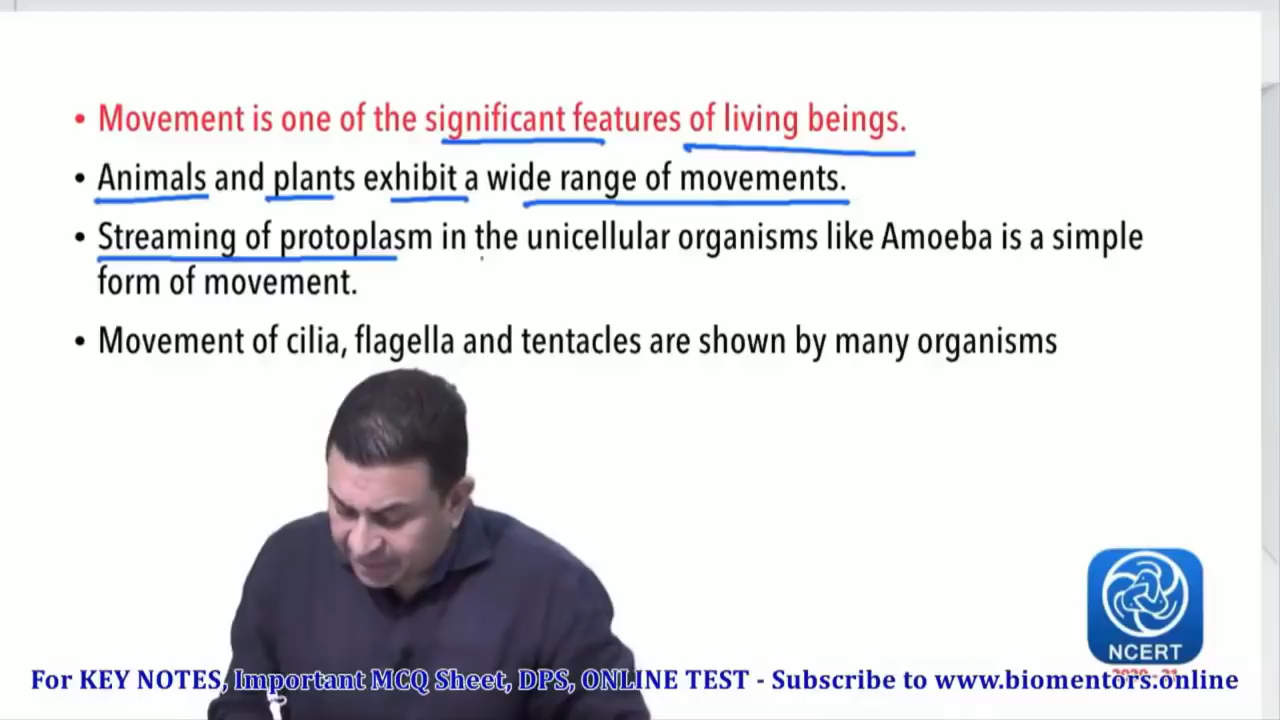 • Movement is one of the significant features of living beings.
• Animals and plants exhibit a wide range of movements.
• Streaming of protoplasm in the unicellular organisms like Amoeba is a simple
form of movement.
• Movement of cilia, flagella and tentacles are shown by many organisms
NCERT
2020-21
For KEY NOTES, Important MCQ Sheet, DPS, ONLINE TEST - Subscribe to www.biomentors.online